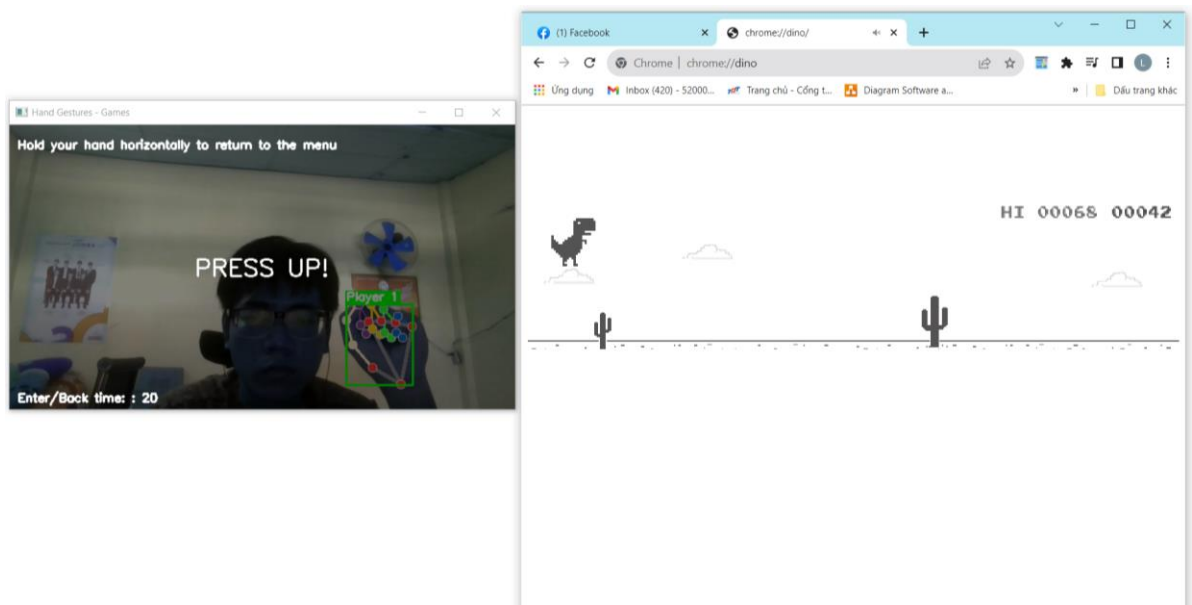 Hand Gestures - Games
Hold your hand horizontally to return to the menu
PRESS UP!
Player 1
Enter/Back time: : 20
(1) Facebook
chrome://dino/
Chrome | chrome://dino
L
Ứng dụng
Inbox (420) - 52000...
Trang chủ - Cổng t...
Diagram Software a...
»
Dấu trang khác
HI 00068 00042